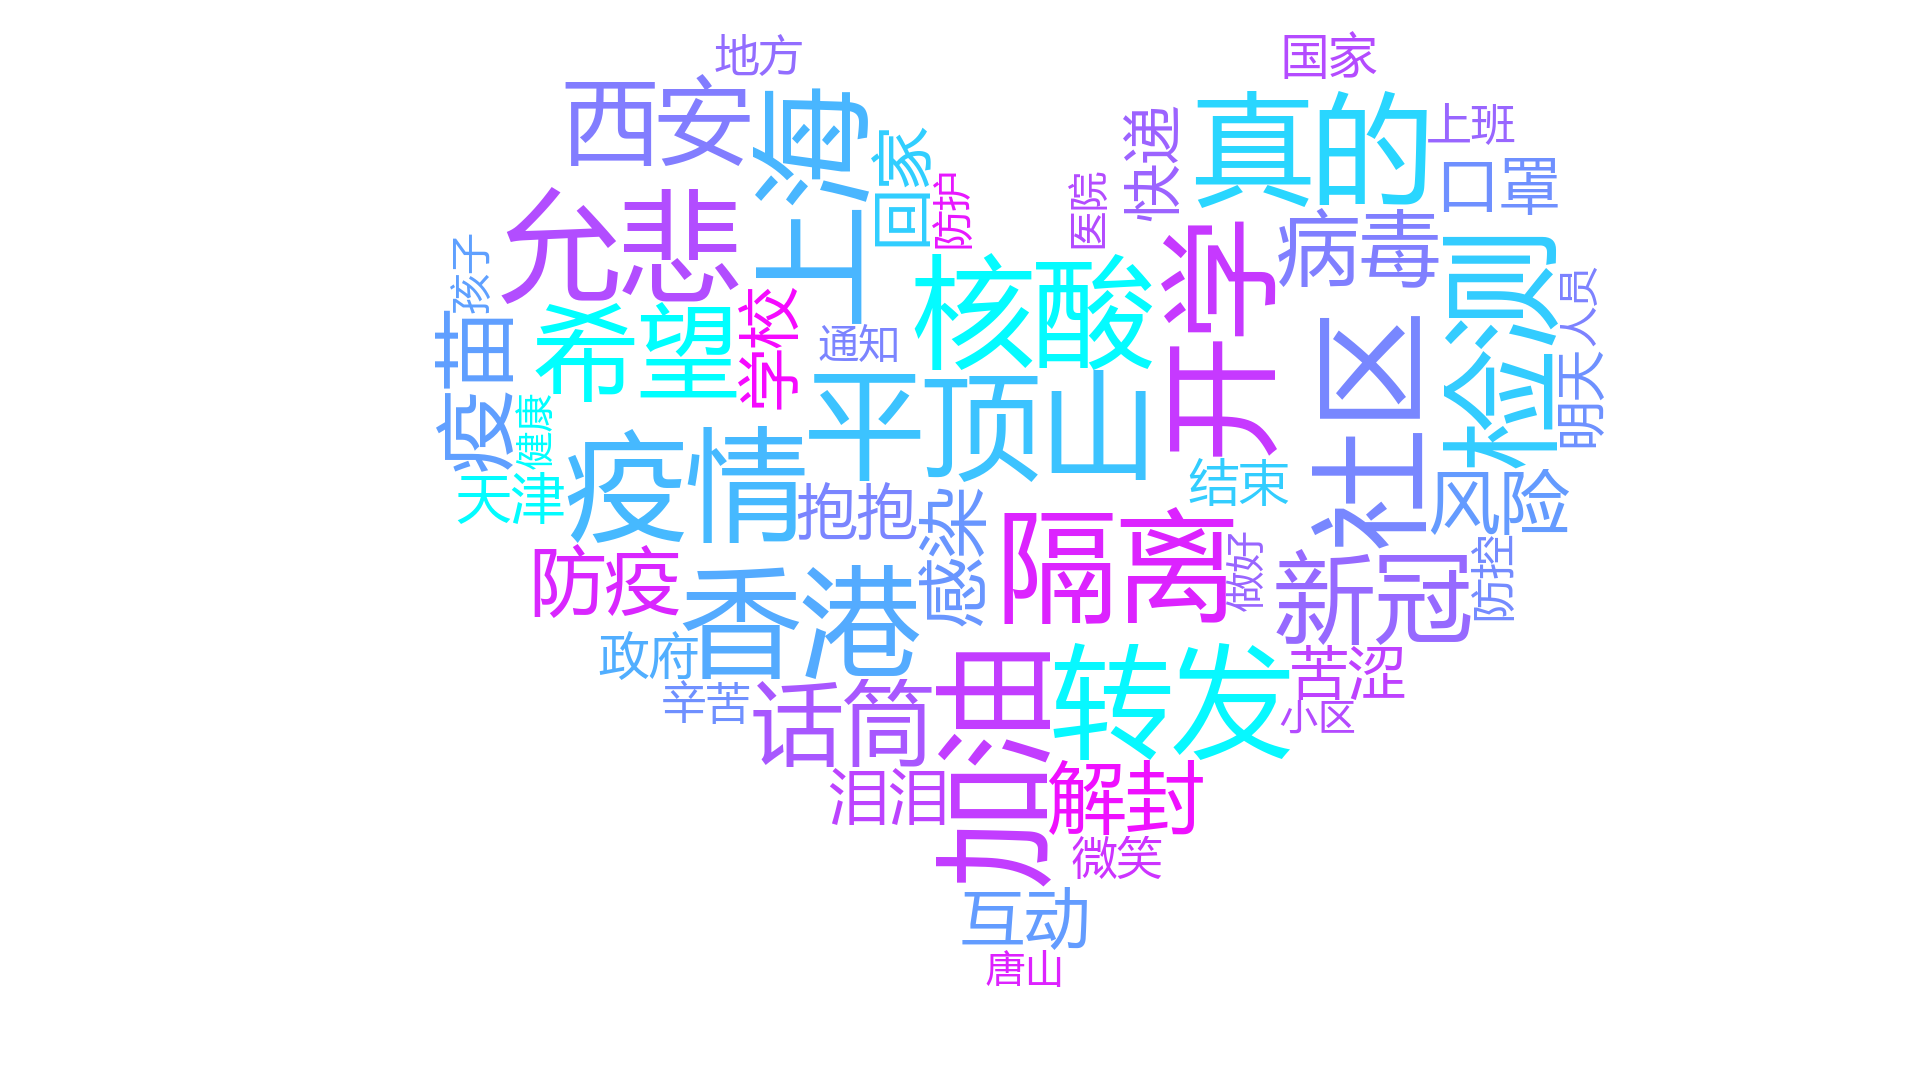 地方
国家
西安
上海
回家
防护
医院
快递
真的
上班
口罩
允悲
孩子
病毒
检测
人员
疫苗
希望
学校
通知
核酸
开学
社区
明天
平顶山
健康
天津
疫情
抱抱
感染
结束
风险
防疫
香港
隔离
做好
新冠
防控
政府
辛苦
话筒
加油
转发
苦涩
小区
泪泪
解封
微笑
互动
唐山